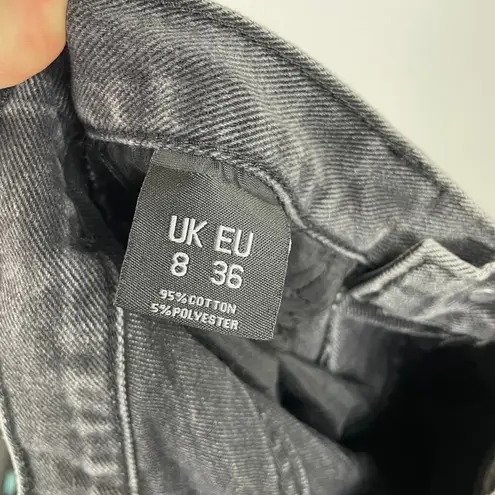 UK EU
8 36
95%COTTON
5%POLYESTER